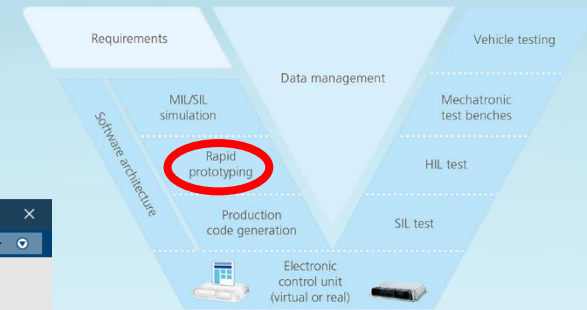 Requirements
Vehicle testing
Data management
MIL/SIL
simulation
Mechatronic
test benches
Software architecture
Rapid
prototyping
HIL test
Production
code generation
SIL test
Electronic
control unit
(virtual or real)